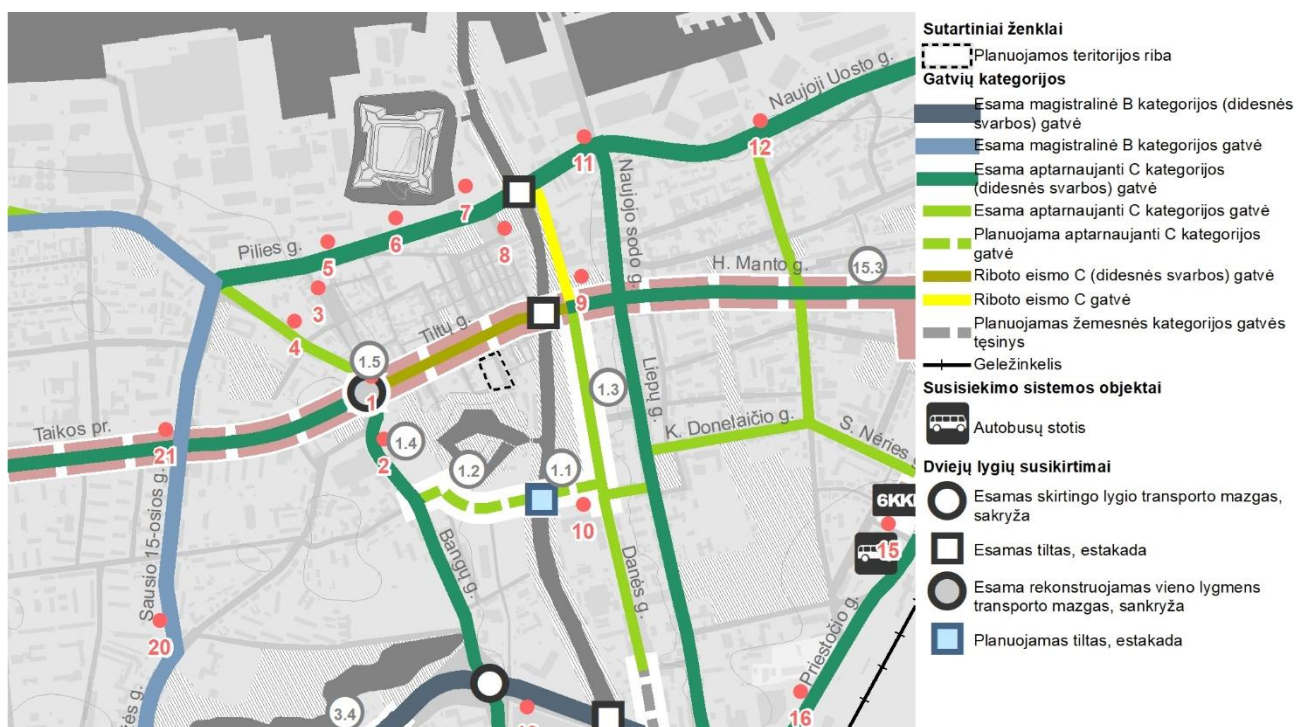 11
12
Naujoji Uosto g.
7
6
8
5
Pilies g.
3
4
9
Naujojo sodo g.
H. Manto g.
15.3
Tiltų g.
1.5
1
Taikos pr.
21
2
1.4
1.2
1.1
1.3
Liepų g.
K. Donelaičio g.
S. Nėries g
10
6KKI
15
Bangų g.
Danės g.
Sausio 15-osios g.
20
Priestočio g.
16
3.4
ės g.
Sutartiniai ženklai
Planuojamos teritorijos riba
Gatvių kategorijos
Esama magistralinė B kategorijos (didesnės
svarbos) gatvė
Esama magistralinė B kategorijos gatvė
Esama aptarnaujanti C kategorijos
(didesnės svarbos) gatvė
Esama aptarnaujanti C kategorijos gatvė
Planuojama aptarnaujanti C kategorijos
gatvė
Riboto eismo C (didesnės svarbos) gatvė
Riboto eismo C gatvė
Planuojamas žemesnės kategorijos gatvės
tęsinys
Geležinkelis
Susisiekimo sistemos objektai
Autobusų stotis
Dviejų lygių susikirtimai
Esamas skirtingo lygio transporto mazgas,
sakryža
Esamas tiltas, estakada
Esama rekonstruojamas vieno lygmens
transporto mazgas, sankryža
Planuojamas tiltas, estakada